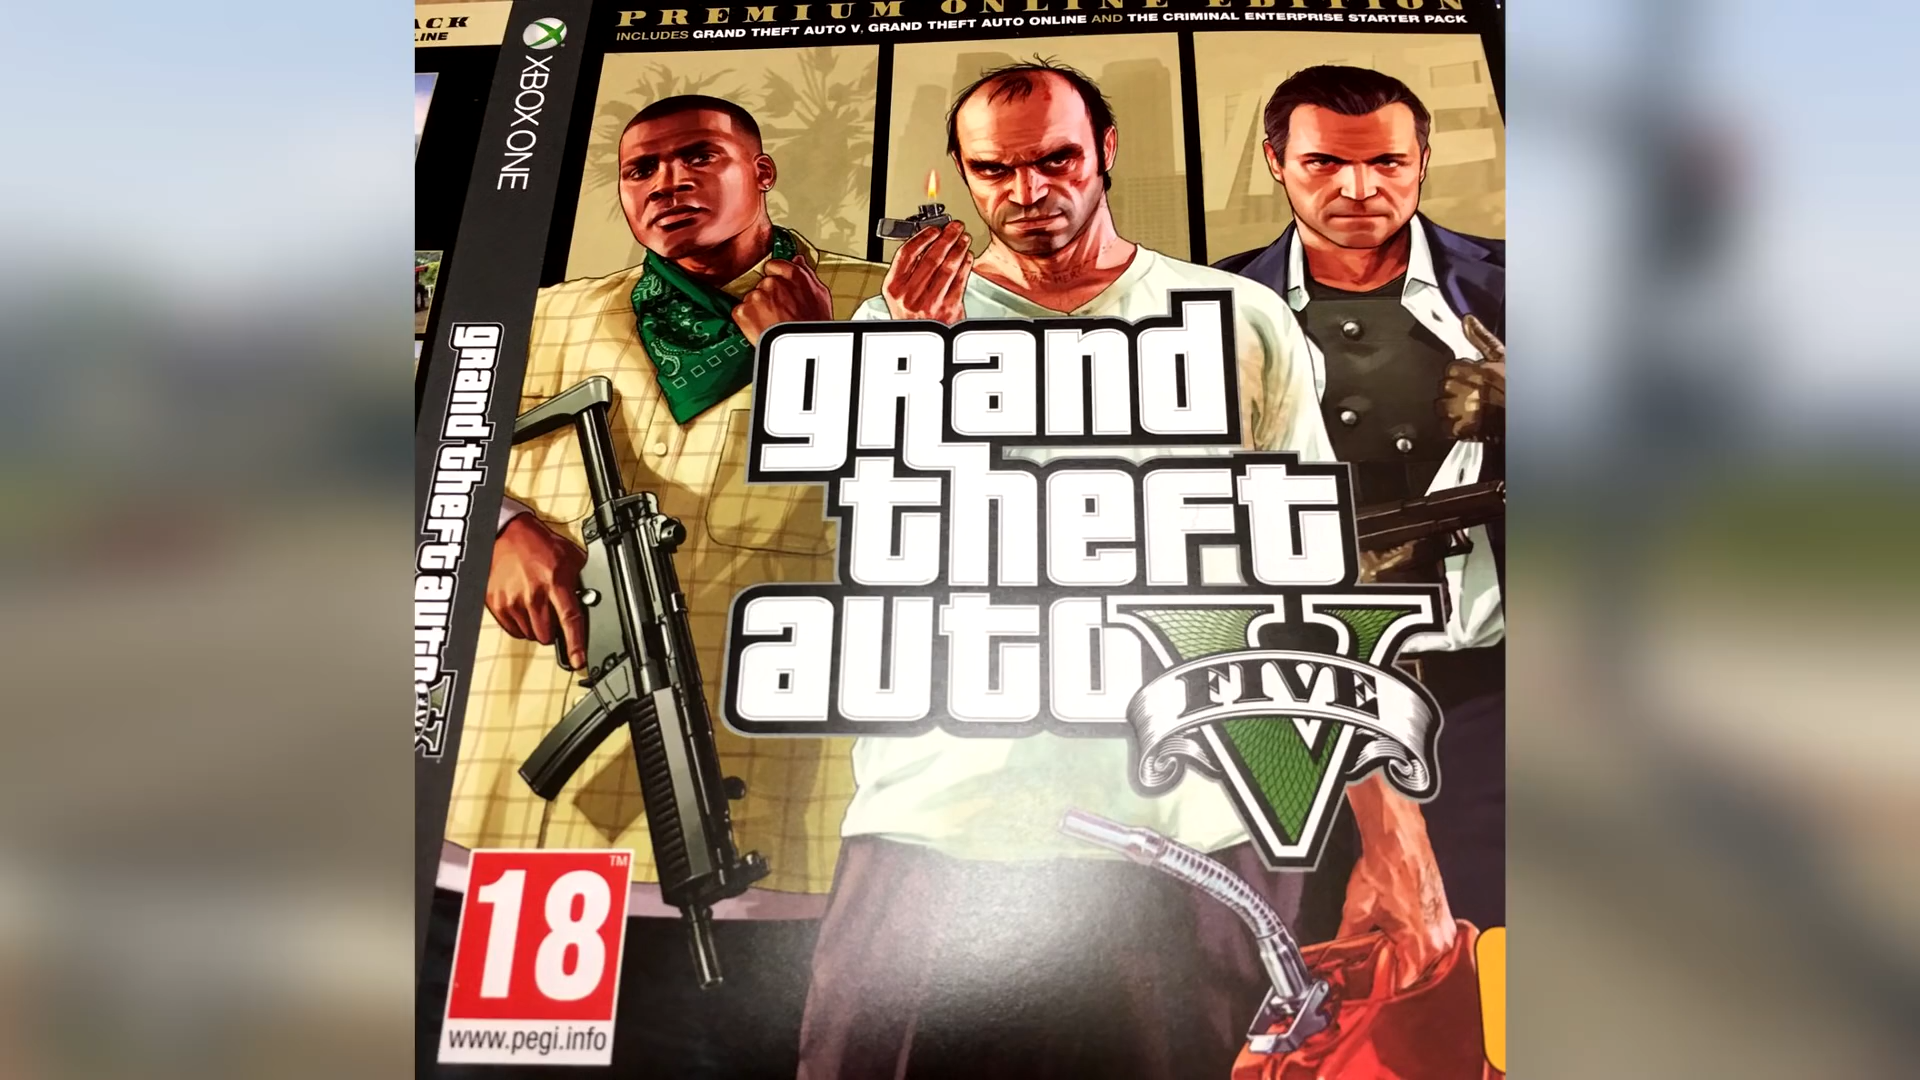 PREMIUM ONLINE EDITION
INCLUDES GRAND THEFT AUTO V, GRAND THEFT AUTO ONLINE AND THE CRIMINAL ENTERPRISE STARTER PACK
XBOX ONE
grand theft auto V
grand
theft
auto V
FIVE
18™
www.pegi.info